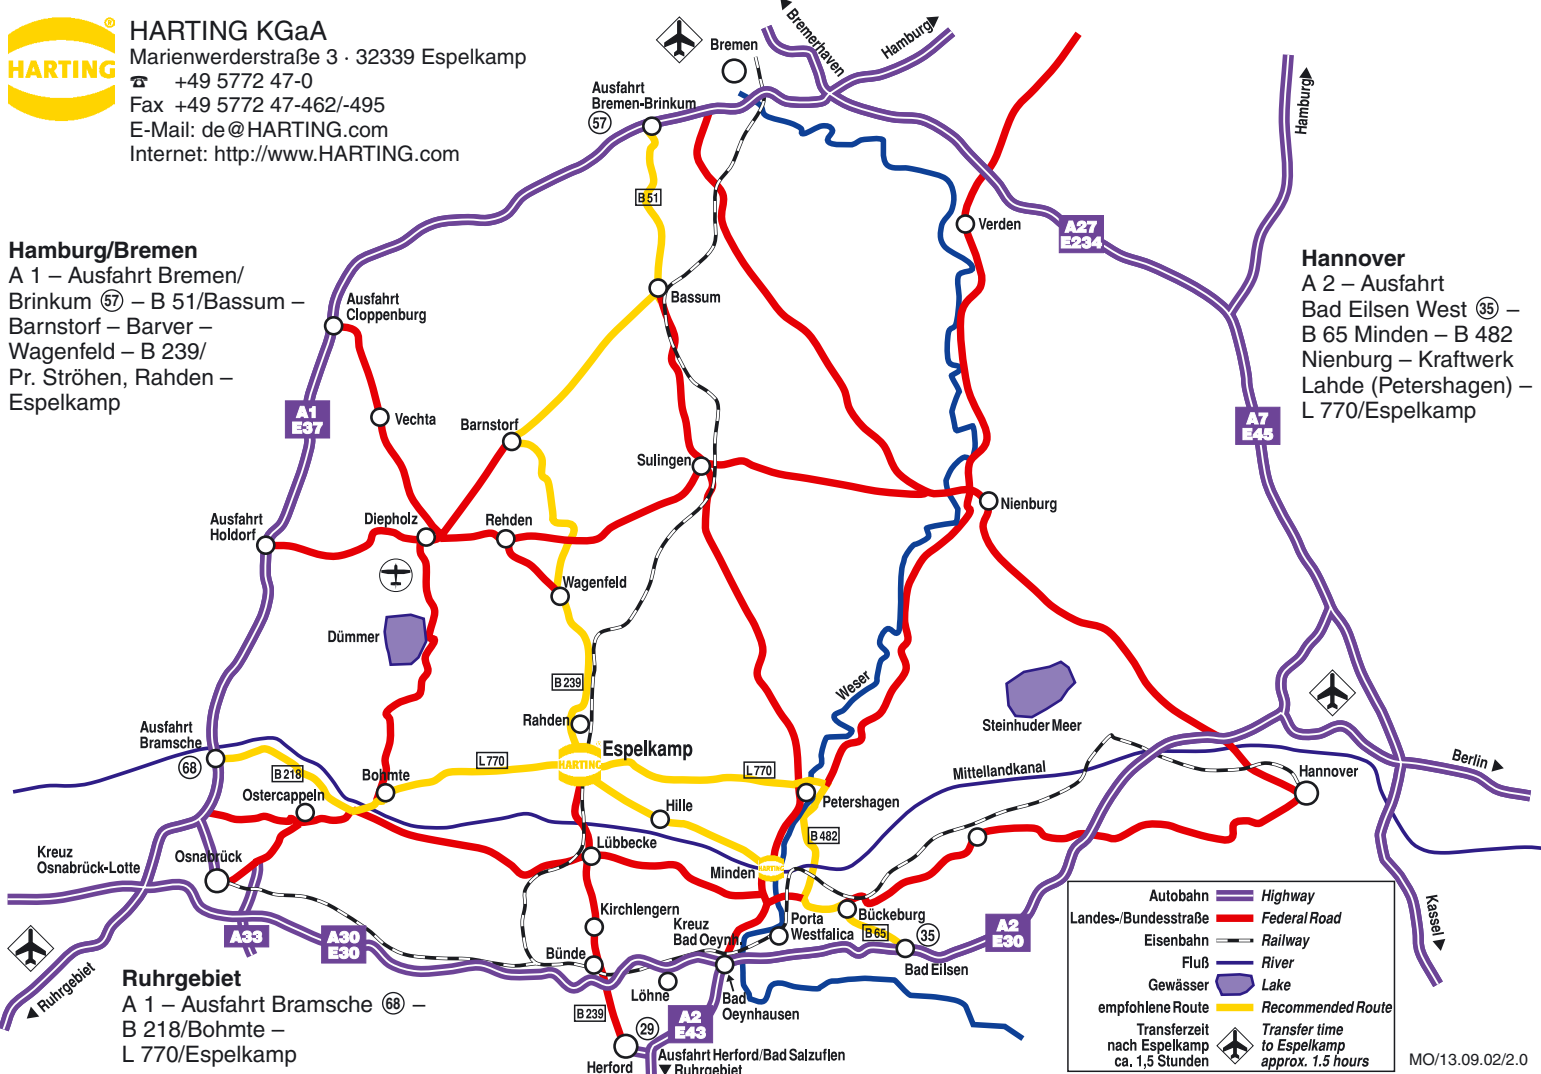 HARTING
®
HARTING KGaA
Marienwerderstraße 3 · 32339 Espelkamp
☎ +49 5772 47-0
Fax +49 5772 47-462/-495
E-Mail: de@HARTING.com
Internet: http://www.HARTING.com
Hamburg/Bremen
A 1 – Ausfahrt Bremen/
Brinkum 57 – B 51/Bassum –
Barnstorf – Barver –
Wagenfeld – B 239/
Pr. Ströhen, Rahden –
Espelkamp
Hannover
A 2 – Ausfahrt
Bad Eilsen West 35 –
B 65 Minden – B 482
Nienburg – Kraftwerk
Lahde (Petershagen) –
L 770/Espelkamp
Ruhrgebiet
A 1 – Ausfahrt Bramsche 68 –
B 218/Bohmte –
L 770/Espelkamp
Bremen
Bremerhaven
Hamburg
Hamburg
Ausfahrt
Bremen-Brinkum
57
B 51
Verden
A27
E234
Bassum
Ausfahrt
Cloppenburg
A1
E37
Vechta
Barnstorf
Sulingen
A7
E45
Nienburg
Ausfahrt
Holdorf
Diepholz
Rehden
Wagenfeld
Dümmer
B 239
Weser
Steinhuder Meer
Rahden
Espelkamp
HARTING
Ausfahrt
Bramsche
68
B 218
L 770
L 770
Bohmte
Ostercappeln
Hille
Petershagen
Mittellandkanal
Hannover
Berlin
B 482
Lübbecke
Minden
HARTING
Kreuz
Osnabrück-Lotte
Osnabrück
Kirchlengern
Kreuz
Bad Oeynh.
Porta
Westfalica
Bückeburg
B 65
35
Bad Eilsen
A2
E30
Kassel
A33
A30
E30
Bünde
Löhne
Bad
Oeynhausen
Ruhrgebiet
B 239
29
A2
E43
Herford
Ausfahrt Herford/Bad Salzuflen
Ruhrgebiet
Autobahn Highway
Landes-/Bundesstraße Federal Road
Eisenbahn Railway
Fluß River
Gewässer Lake
empfohlene Route Recommended Route
Transferzeit Transfer time
nach Espelkamp to Espelkamp
ca. 1,5 Stunden approx. 1.5 hours
MO/13.09.02/2.0